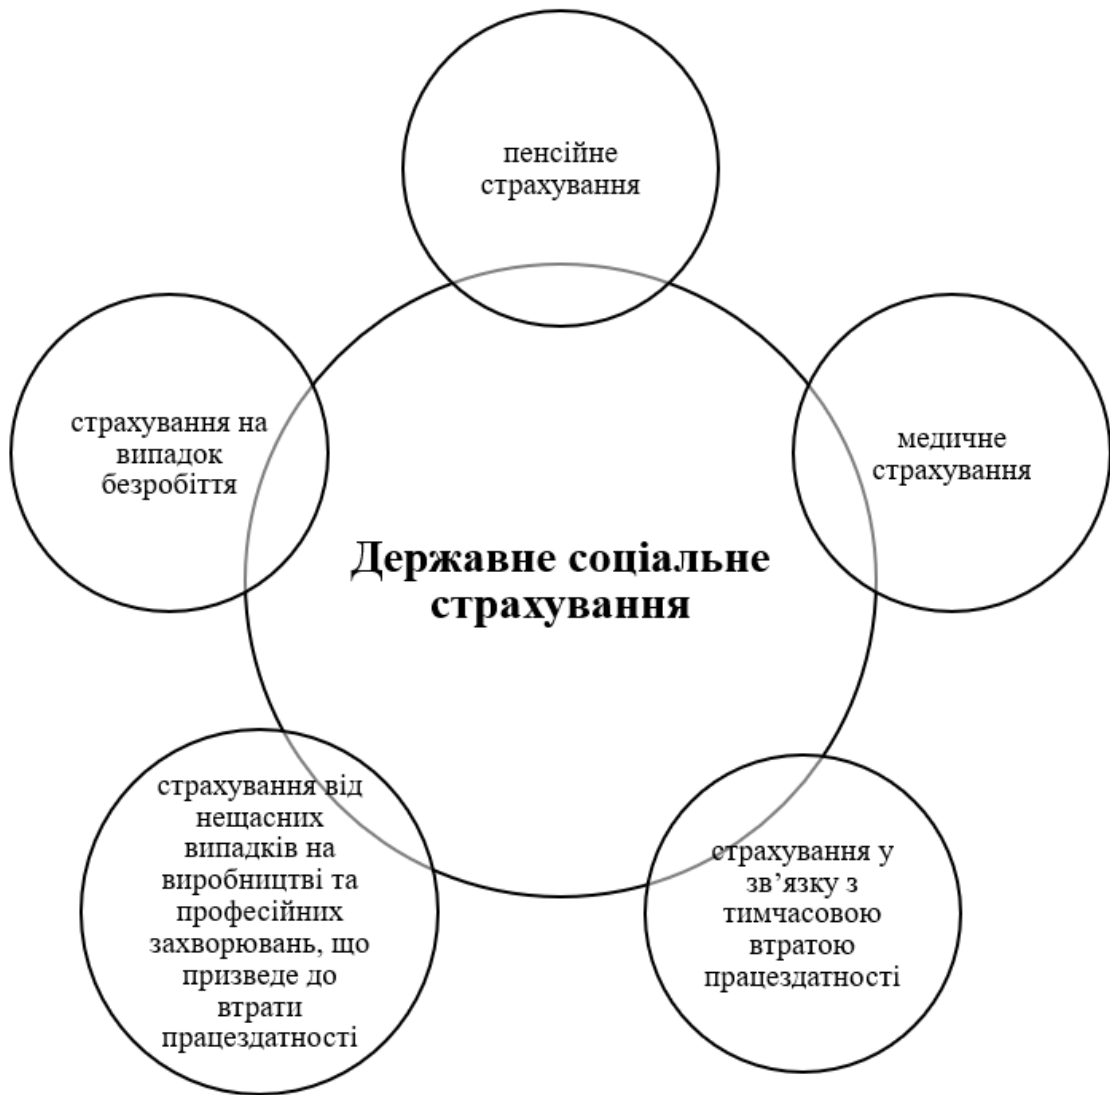 пенсійне
страхування
страхування на
випадок
безробіття
медичне
страхування
Державне соціальне
страхування
страхування від
нещасних
випадків на
виробництві та
професійних
захворювань, що
призведе до
втрати
працездатності
страхування у
зв’язку з
тимчасовою
втратою
працездатності